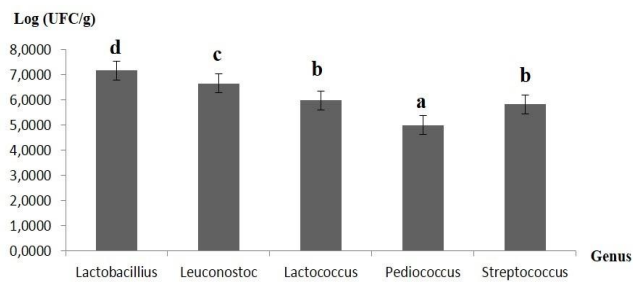 Log (UFC/g)
8,0000
7,0000
6,0000
5,0000
4,0000
3,0000
2,0000
1,0000
0,0000
d
c
b
a
b
Lactobacillius Leuconostoc Lactococcus Pediococcus Streptococcus
Genus